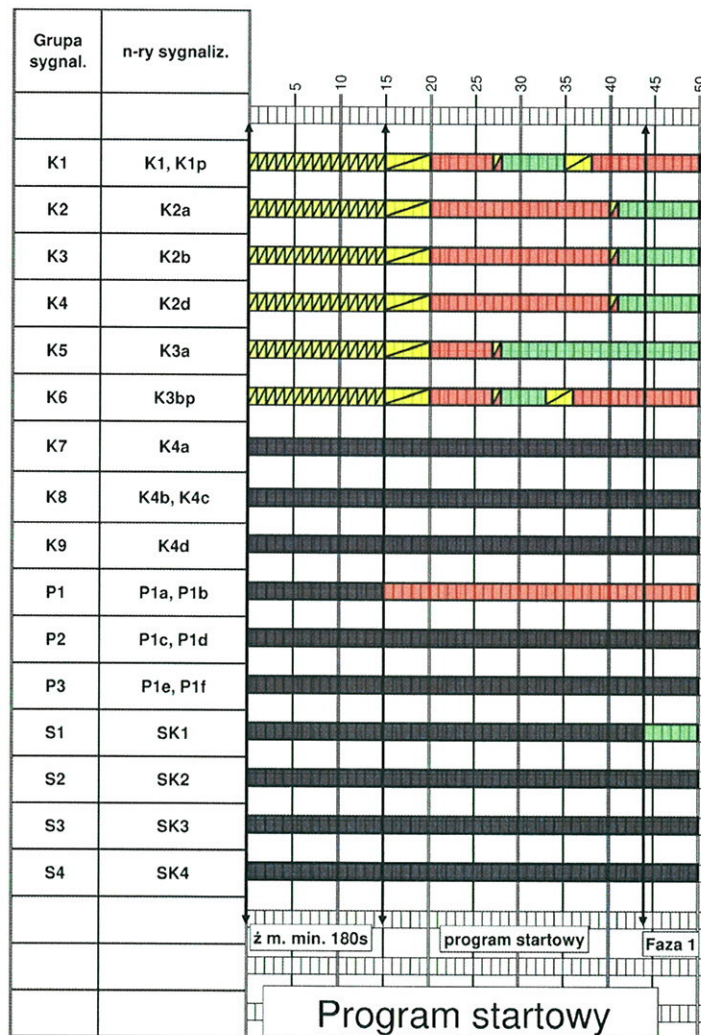 Grupa sygnal. n-ry sygnaliz.
5 10 15 20 25 30 35 40 45 50
K1 K1, K1p
K2 K2a
K3 K2b
K4 K2d
K5 K3a
K6 K3bp
K7 K4a
K8 K4b, K4c
K9 K4d
P1 P1a, P1b
P2 P1c, P1d
P3 P1e, P1f
S1 SK1
S2 SK2
S3 SK3
S4 SK4
ż m. min. 180s program startowy Faza 1
Program startowy